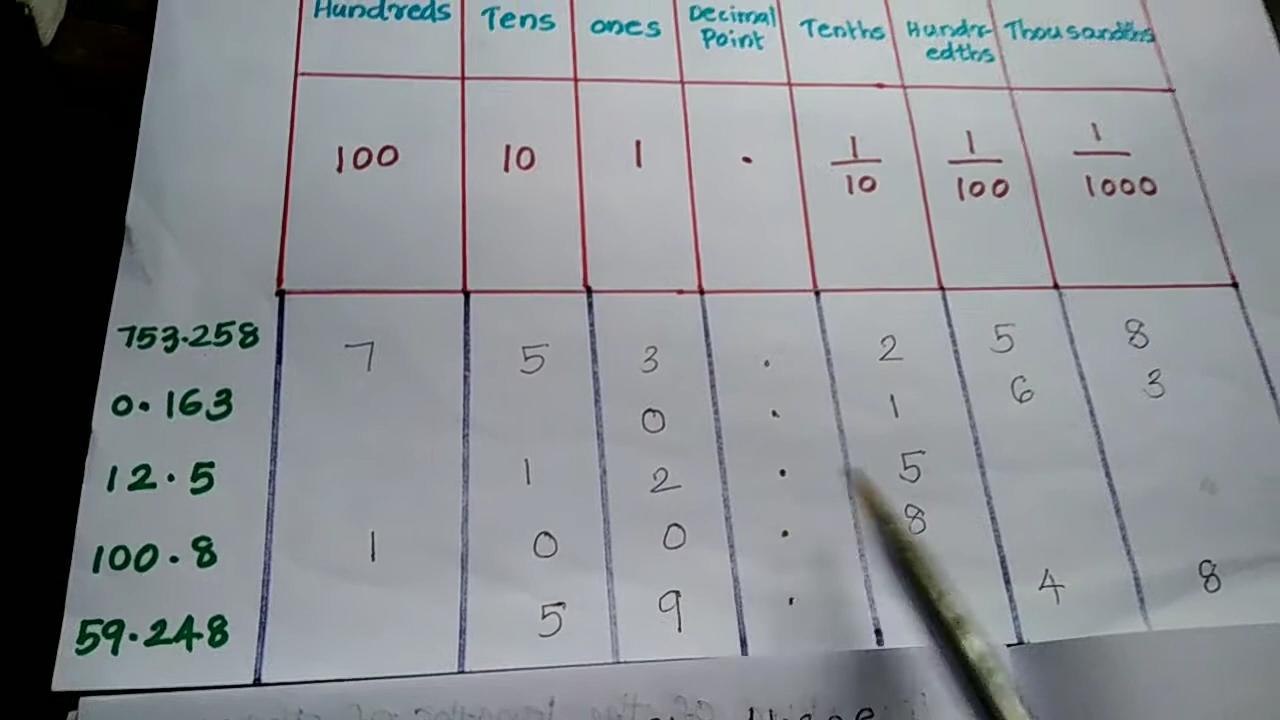 Hundreds Tens ones Decimal Point Tenths Hundr-edths Thousandths
100 10 1 . 1/10 1/100 1/1000
753.258 7 5 3 . 2 5 8
0.163 0 . 1 6 3
12.5 1 2 . 5
100.8 1 0 0 . 8
59.248 5 9 . 4 8